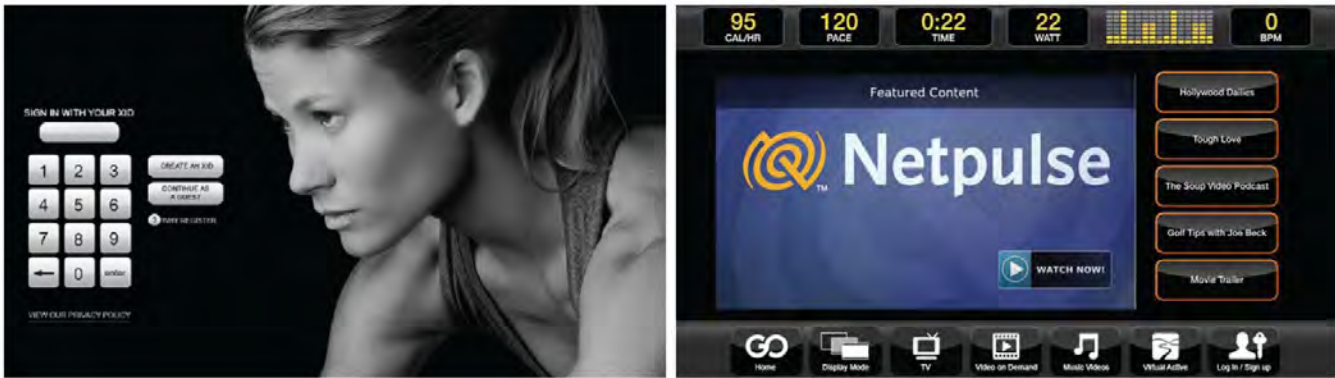 SIGN IN WITH YOUR XID
1 2 3
4 5 6
7 8 9
0 enter
CREATE AN XID
CONTINUE AS
A GUEST
WHY REGISTER
VIEW OUR PRIVACY POLICY
95 120 0:22 22 0
CAL/HR PACE TIME WATT BPM
Featured Content
Netpulse
TM
WATCH NOW!
Hollywood Dailies
Tough Love
The Soup Video Podcast
Golf Tips with Joe Beck
Movie Trailer
GO
Home Display Mode TV Video on Demand Music Videos Virtual Active Log In / Sign up